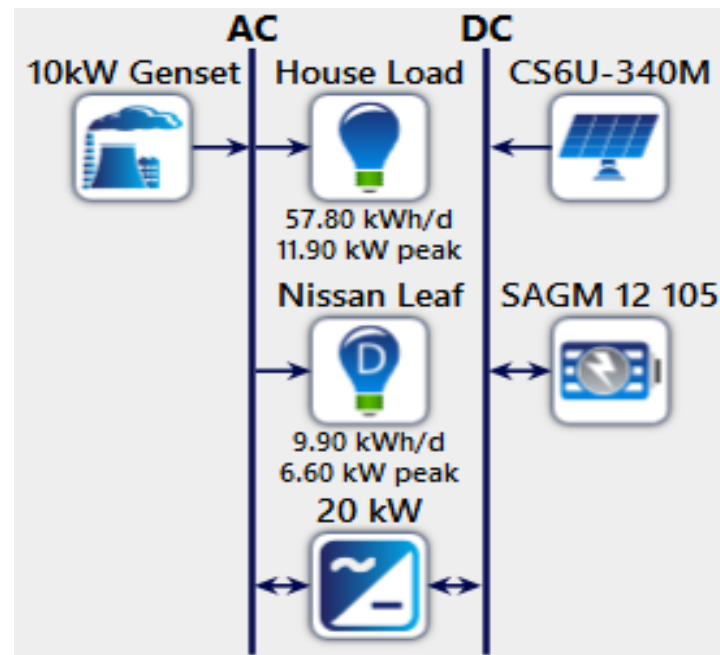 AC DC
10kW Genset House Load CS6U-340M
57.80 kWh/d
11.90 kW peak
Nissan Leaf SAGM 12 105
D
9.90 kWh/d
6.60 kW peak
20 kW